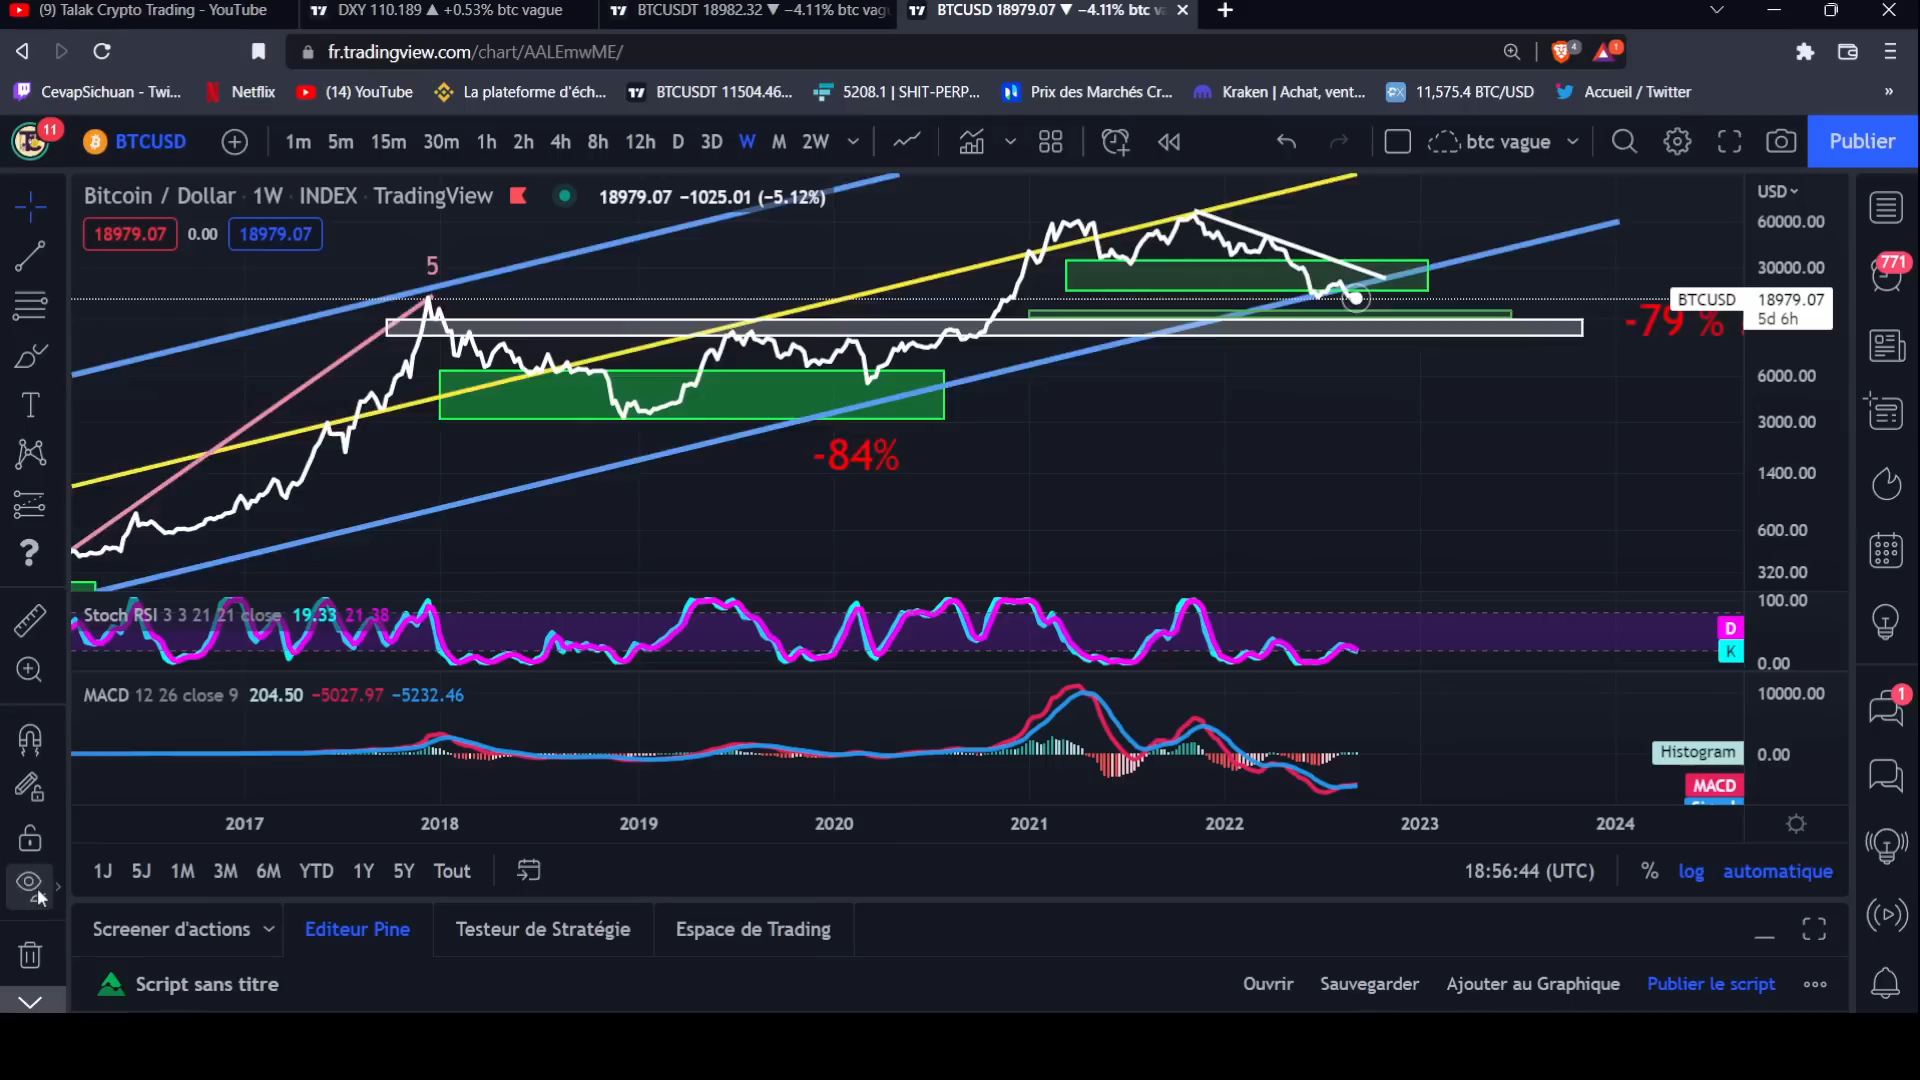 (9) Talak Crypto Trading - YouTube
DXY 110.189 ▲ +0.53% btc vague
BTCUSDT 18982.32 ▼ −4.11% btc vagu
BTCUSD 18979.07 ▼ −4.11% btc va
fr.tradingview.com/chart/AALEmwME/
4
1
CevapSichuan - Twi...
Netflix
(14) YouTube
La plateforme d'éch...
BTCUSDT 11504.46...
5208.1 | SHIT-PERP...
Prix des Marchés Cr...
Kraken | Achat, vent...
11,575.4 BTC/USD
Accueil / Twitter
»
11
BTCUSD
1m 5m 15m 30m 1h 2h 4h 8h 12h D 3D W M 2W
btc vague
Publier
Bitcoin / Dollar · 1W · INDEX · TradingView
18979.07 −1025.01 (−5.12%)
18979.07 0.00 18979.07
USD
60000.00
30000.00
BTCUSD 18979.07
5d 6h
6000.00
3000.00
1400.00
600.00
320.00
5
-79 %
-84%
771
1
Stoch RSI 3 3 21 21 close 19.33 21.38
100.00
D
K
0.00
MACD 12 26 close 9 204.50 −5027.97 −5232.46
10000.00
Histogram
0.00
MACD
2017 2018 2019 2020 2021 2022 2023 2024
1J 5J 1M 3M 6M YTD 1Y 5Y Tout
18:56:44 (UTC)
% log automatique
Screener d'actions
Editeur Pine
Testeur de Stratégie
Espace de Trading
Script sans titre
Ouvrir
Sauvegarder
Ajouter au Graphique
Publier le script